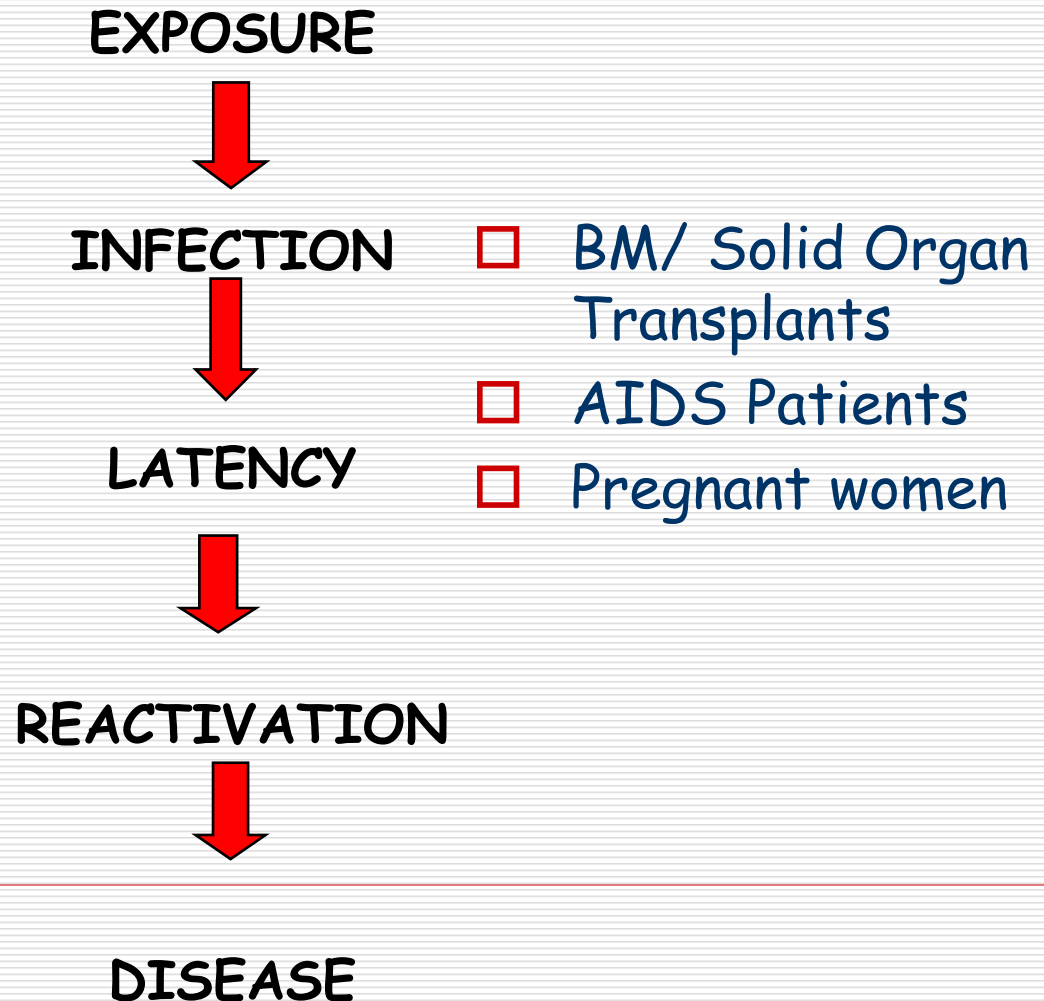 EXPOSURE
INFECTION
LATENCY
REACTIVATION
DISEASE
BM/ Solid Organ
Transplants
AIDS Patients
Pregnant women